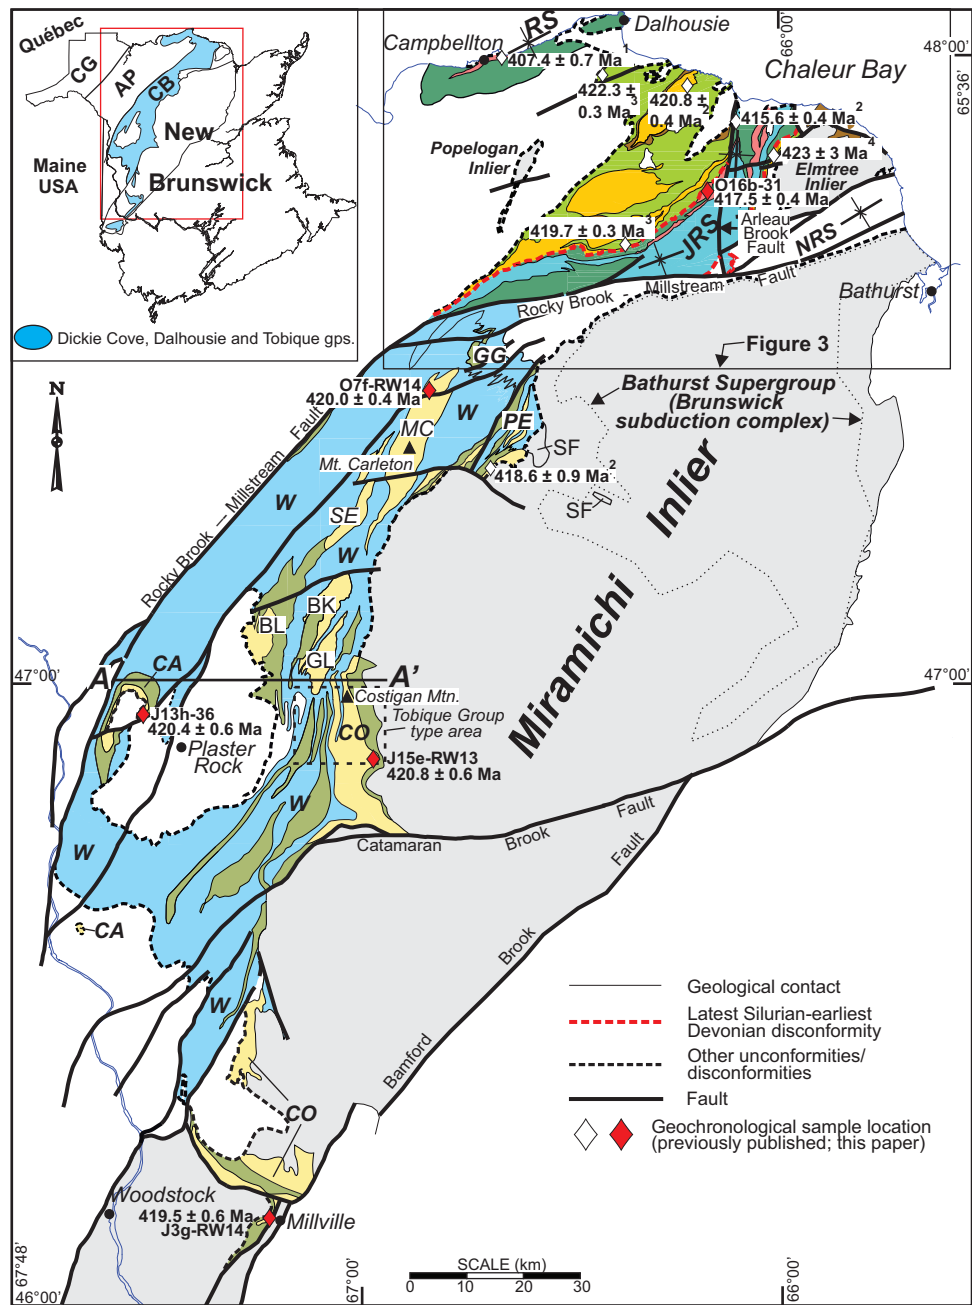 Québec
CG
AP
CB
New
Brunswick
Maine
USA
Dickie Cove, Dalhousie and Tobique gps.
66°00'
48°00'
65°36'
Dalhousie
RS
Campbellton
407.4 ± 0.7 Ma
1
Chaleur Bay
422.3 ±
0.3 Ma
420.8 ±
0.4 Ma
2
415.6 ± 0.4 Ma
2
423 ± 3 Ma
4
Popelogan
Inlier
Elmtree
Inlier
O16b-31
417.5 ± 0.4 Ma
419.7 ± 0.3 Ma
3
JRS
Arleau
Brook
Fault
NRS
Rocky Brook - Millstream Fault
Bathurst
Figure 3
GG
N
O7f-RW14
420.0 ± 0.4 Ma
Bathurst Supergroup
(Brunswick
subduction complex)
W
PE
MC
Mt. Carleton
SF
418.6 ± 0.9 Ma
2
SF
Rocky Brook — Millstream Fault
W
SE
W
Miramichi Inlier
BK
BL
GL
47°00'
A
CA
A'
47°00'
Costigan Mtn.
Tobique Group
type area
J13h-36
420.4 ± 0.6 Ma
CO
Plaster
Rock
J15e-RW13
420.8 ± 0.6 Ma
W
W
Catamaran Brook Fault
CA
W
Bamford Brook Fault
Geological contact
Latest Silurian-earliest
Devonian disconformity
Other unconformities/
disconformities
Fault
Geochronological sample location
(previously published; this paper)
CO
Woodstock
419.5 ± 0.6 Ma
J3g-RW14
Millville
SCALE (km)
0 10 20 30
67°48'
46°00'
67°00'
66°00'